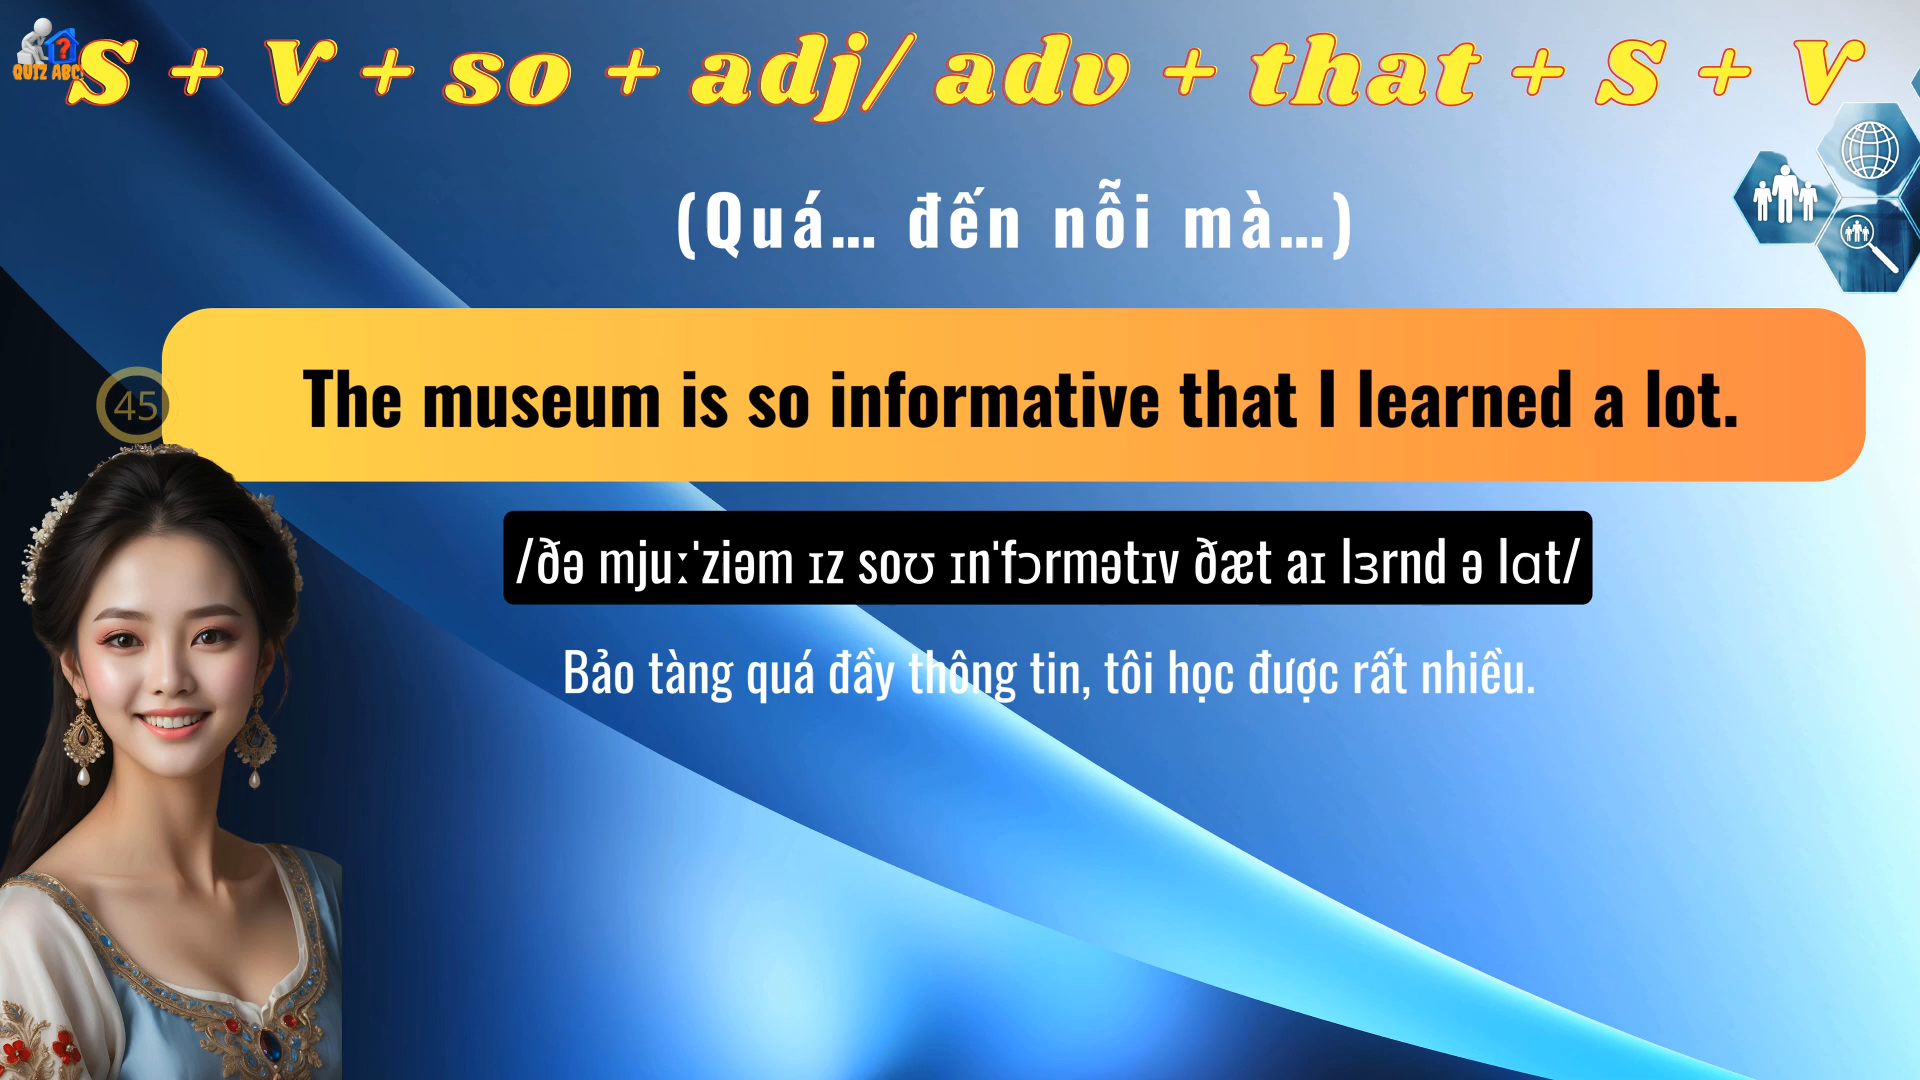 S + V + so + adj/ adv + that + S + V
QUIZ ABC
(Quá... đến nỗi mà...)
45
The museum is so informative that I learned a lot.
/ðə mjuːˈziəm ɪz soʊ ɪnˈfɔrmətɪv ðæt aɪ lɜrnd ə lɑt/
Bảo tàng quá đầy thông tin, tôi học được rất nhiều.